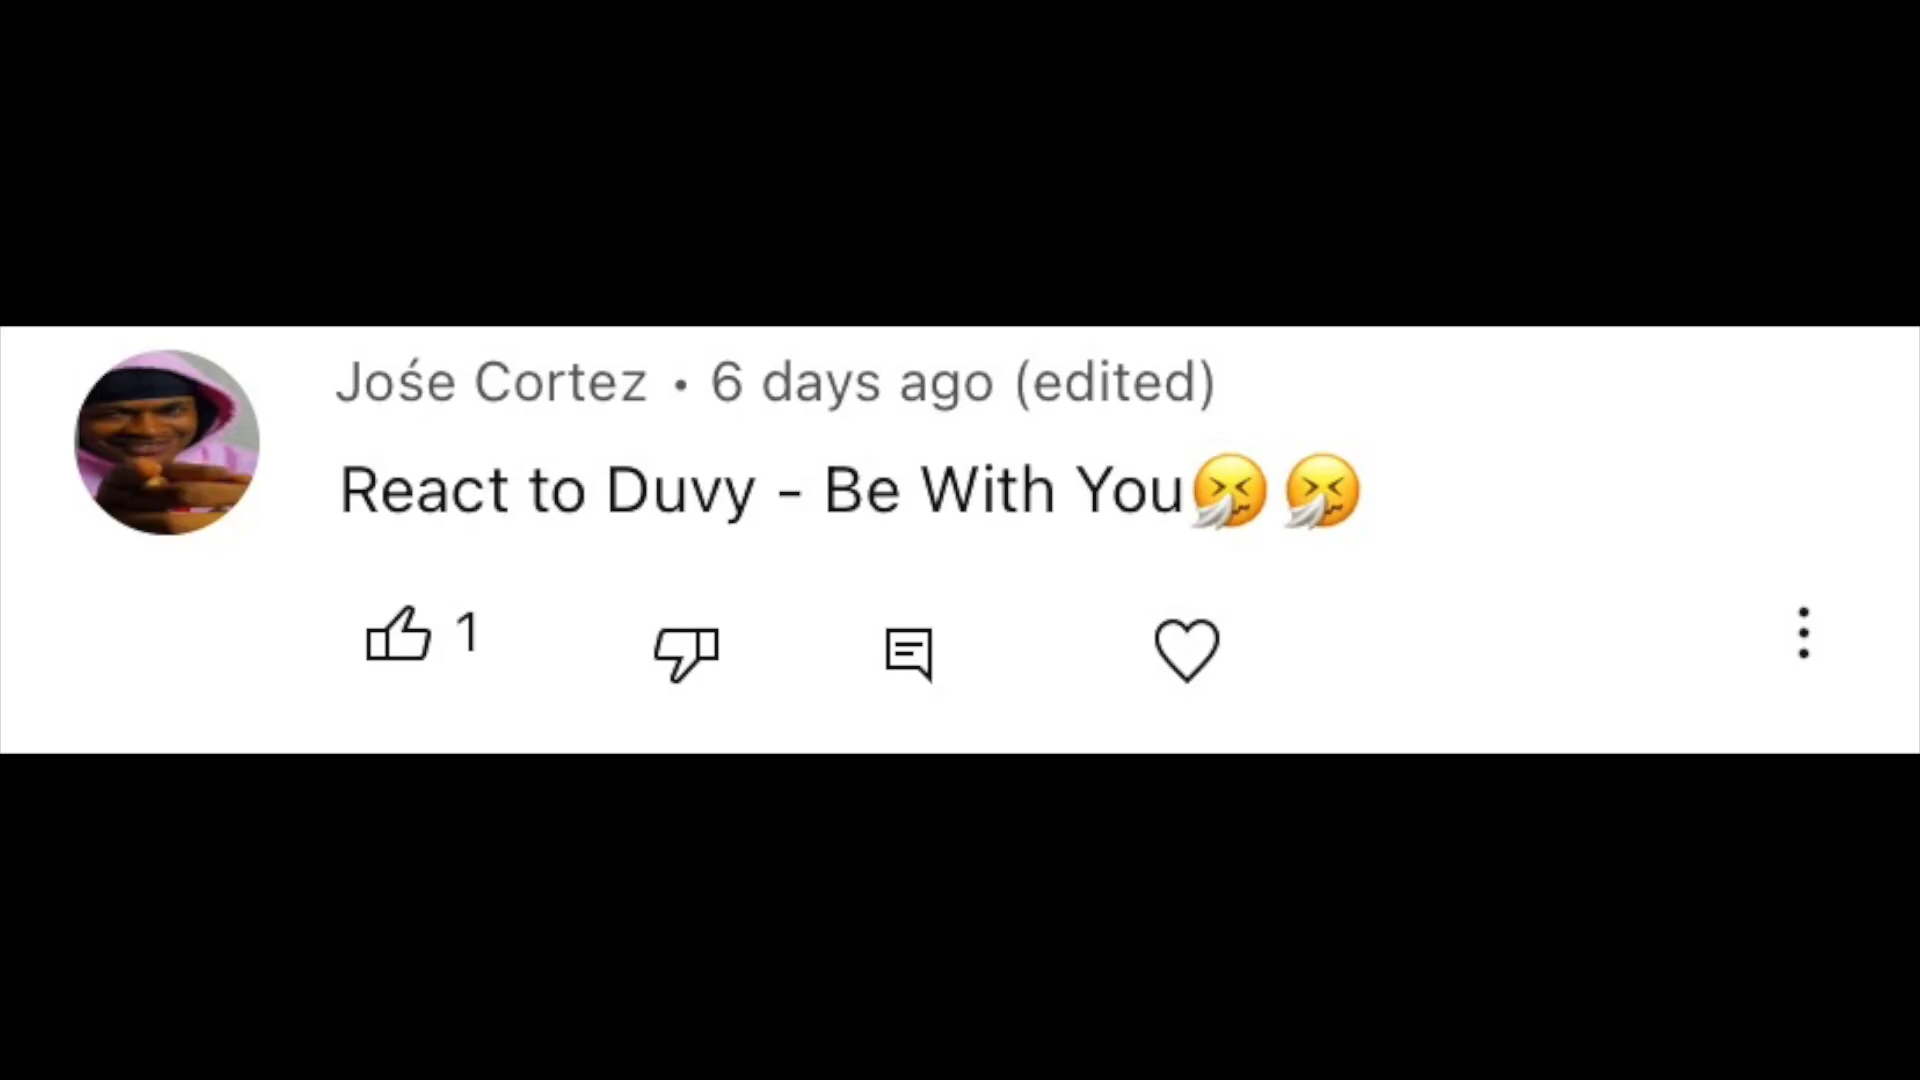 Jośe Cortez • 6 days ago (edited)
React to Duvy - Be With You🤧 🤧
1